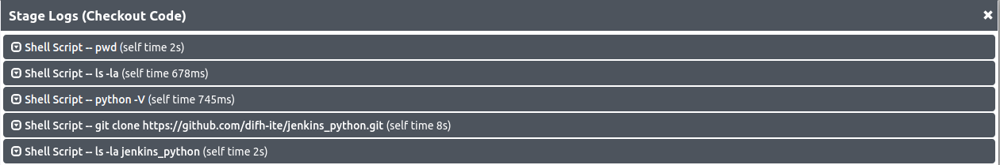 Stage Logs (Checkout Code)
Shell Script -- pwd (self time 2s)
Shell Script -- ls -la (self time 678ms)
Shell Script -- python -V (self time 745ms)
Shell Script -- git clone https://github.com/difh-ite/jenkins_python.git (self time 8s)
Shell Script -- ls -la jenkins_python (self time 2s)